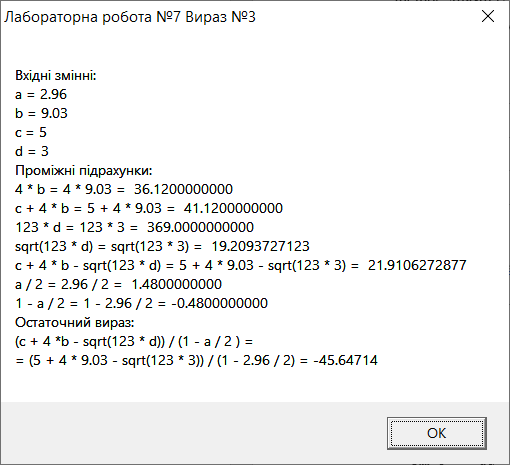 Лабораторна робота №7 Вираз №3
Вхідні змінні:
a = 2.96
b = 9.03
c = 5
d = 3
Проміжні підрахунки:
4 * b = 4 * 9.03 =  36.1200000000
c + 4 * b = 5 + 4 * 9.03 =  41.1200000000
123 * d = 123 * 3 =  369.0000000000
sqrt(123 * d) = sqrt(123 * 3) =  19.2093727123
c + 4 * b - sqrt(123 * d) = 5 + 4 * 9.03 - sqrt(123 * 3) =  21.9106272877
a / 2 = 2.96 / 2 =  1.4800000000
1 - a / 2 = 1 - 2.96 / 2 = -0.4800000000
Остаточний вираз:
(c + 4 *b - sqrt(123 * d)) / (1 - a / 2 ) =
= (5 + 4 * 9.03 - sqrt(123 * 3)) / (1 - 2.96 / 2) = -45.64714
OK